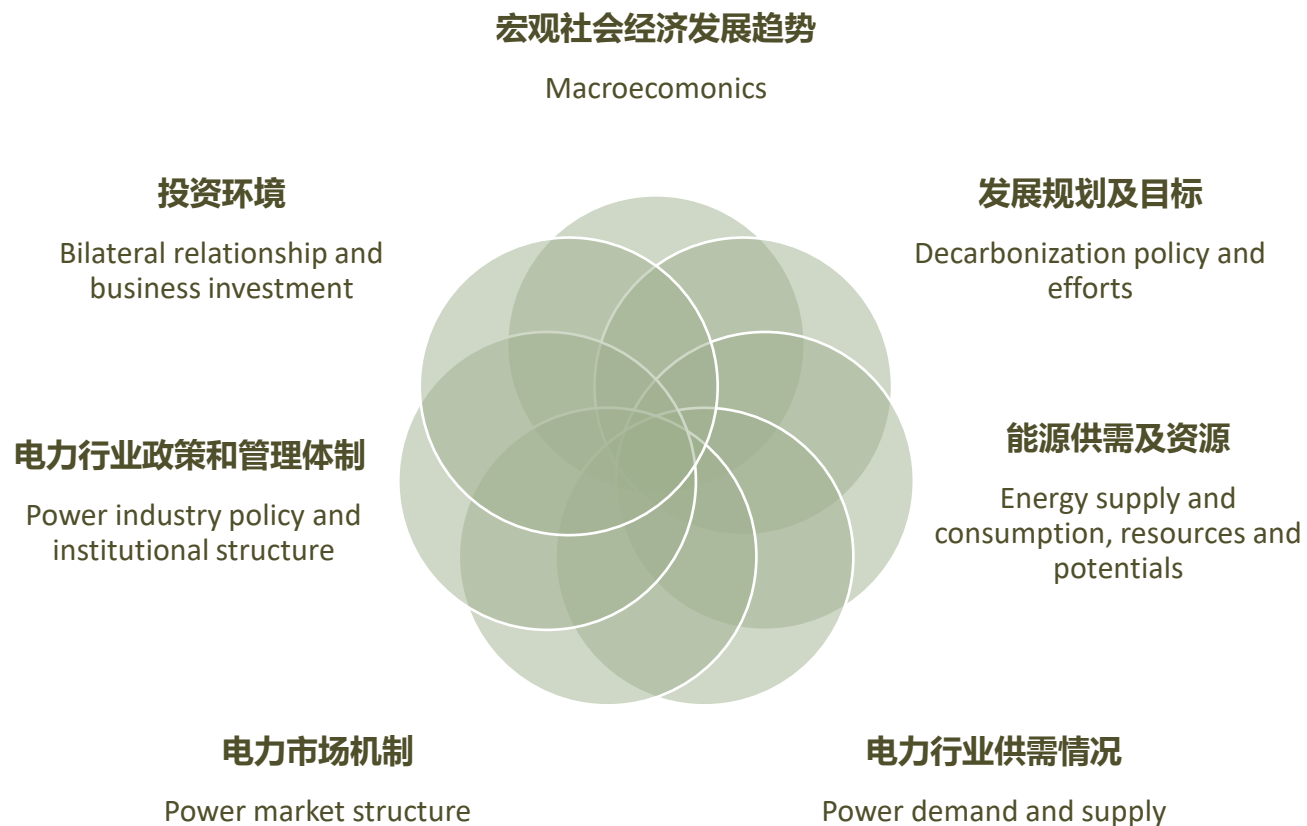 宏观社会经济发展趋势
Macroecomonics
投资环境
Bilateral relationship and
business investment
发展规划及目标
Decarbonization policy and
efforts
电力行业政策和管理体制
Power industry policy and
institutional structure
能源供需及资源
Energy supply and
consumption, resources and
potentials
电力市场机制
Power market structure
电力行业供需情况
Power demand and supply